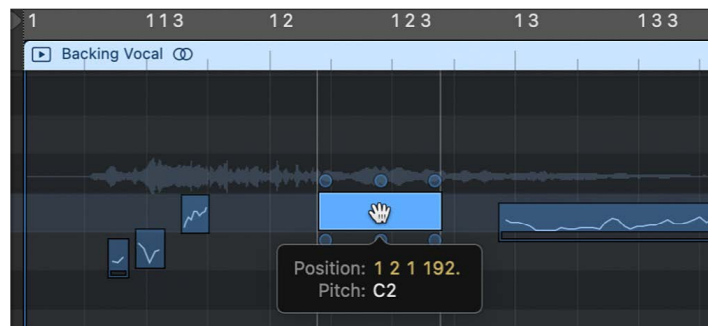 1 1 1 3 1 2 1 2 3 1 3 1 3 3
Backing Vocal
Position: 1 2 1 192.
Pitch: C2